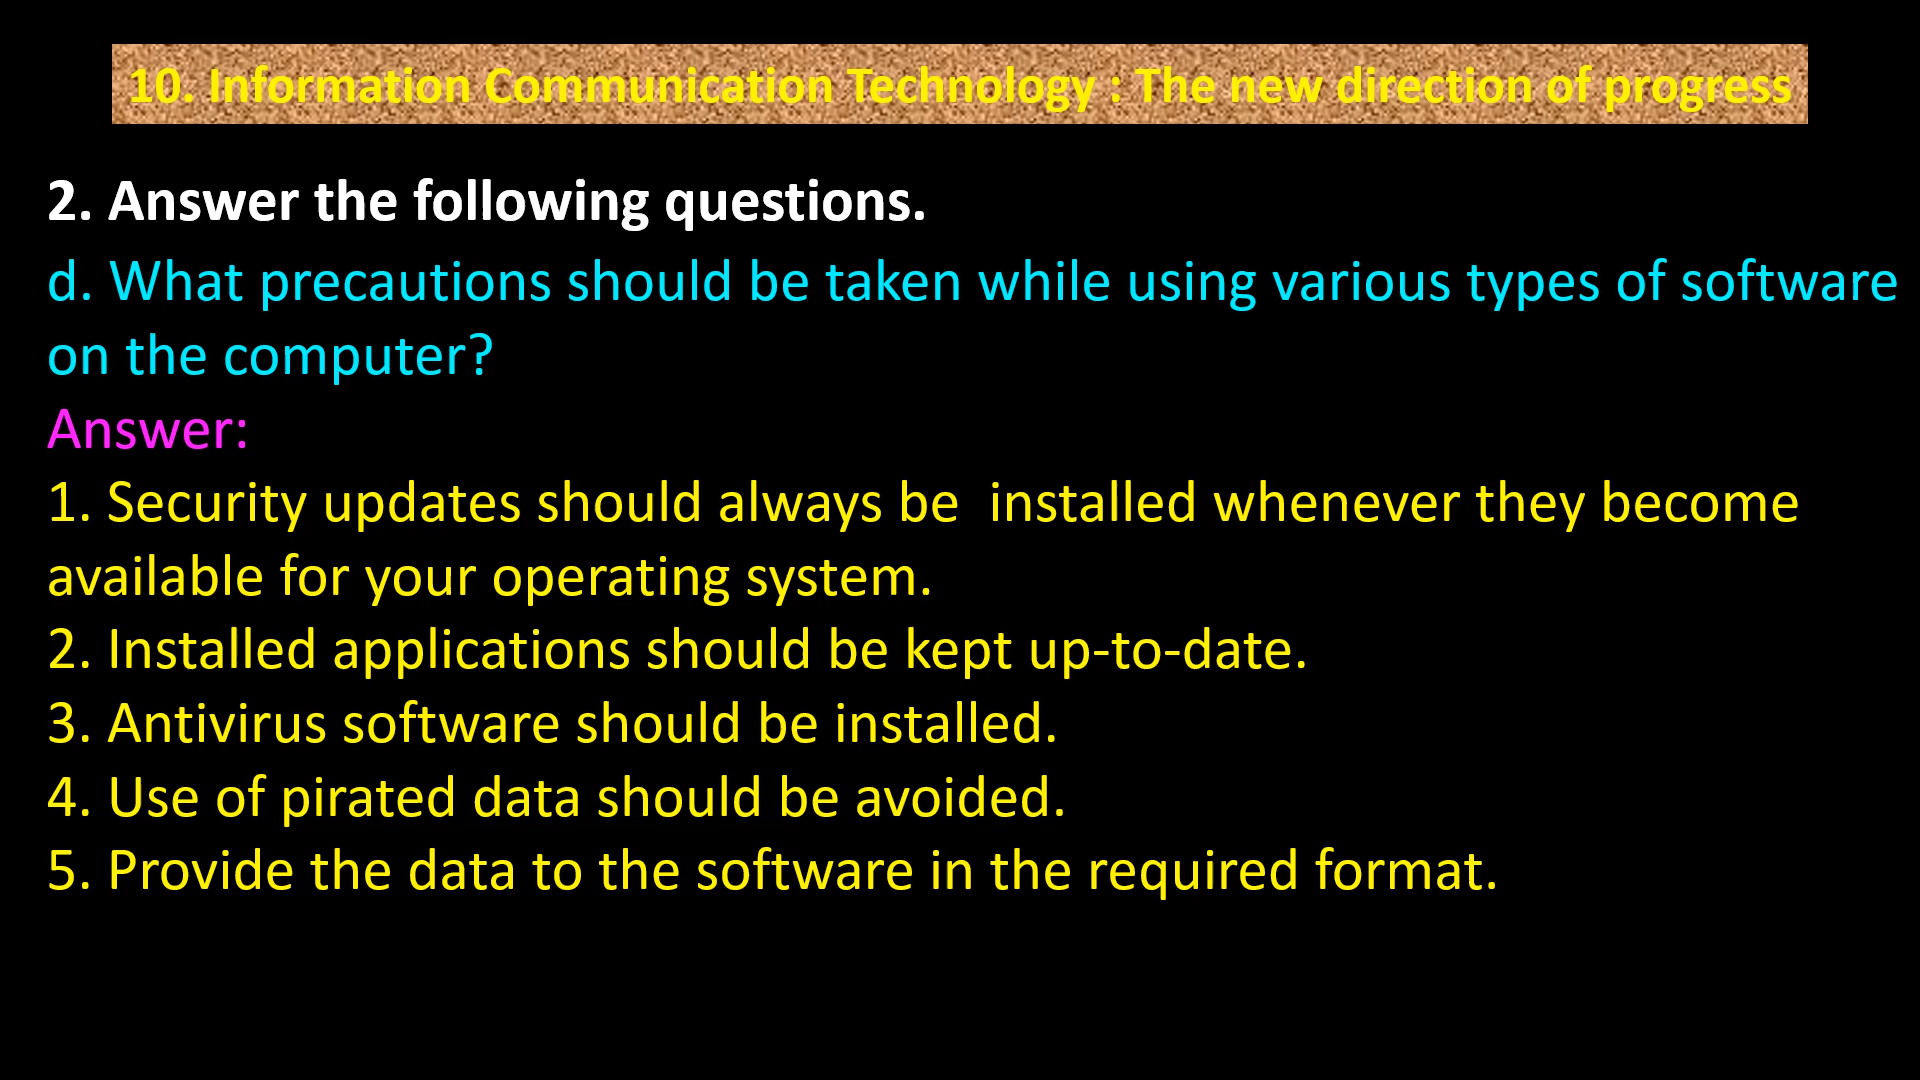 10. Information Communication Technology : The new direction of progress
2. Answer the following questions.
d. What precautions should be taken while using various types of software
on the computer?
Answer:
1. Security updates should always be  installed whenever they become
available for your operating system.
2. Installed applications should be kept up-to-date.
3. Antivirus software should be installed.
4. Use of pirated data should be avoided.
5. Provide the data to the software in the required format.